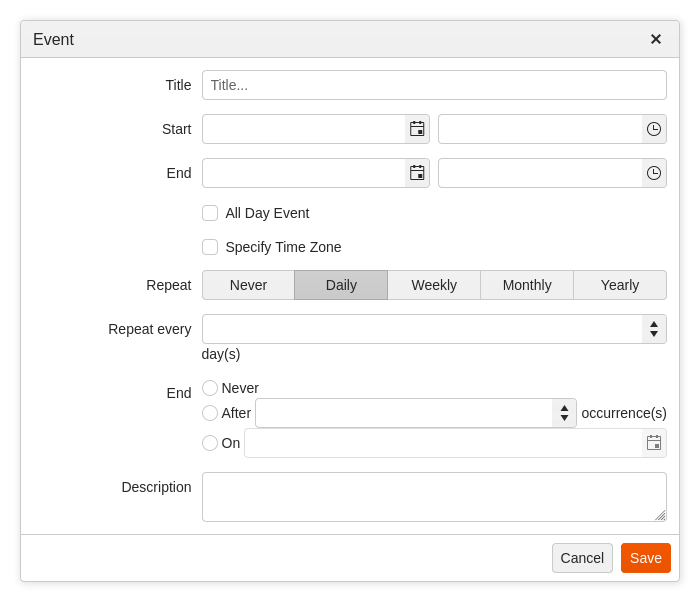 Event
Title Title...
Start
End
All Day Event
Specify Time Zone
Repeat Never Daily Weekly Monthly Yearly
Repeat every
day(s)
End Never
After occurrence(s)
On
Description
Cancel Save